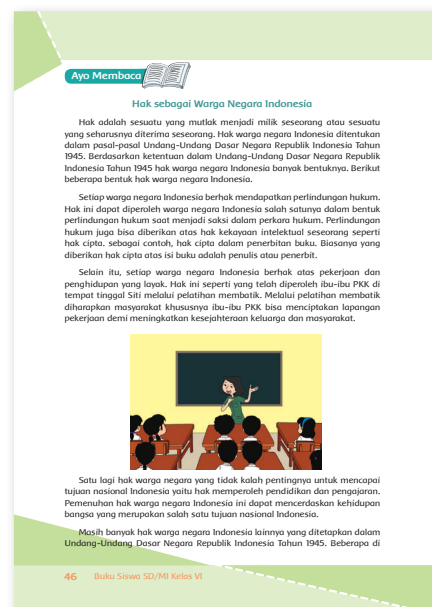 Ayo Membaca
Hak sebagai Warga Negara Indonesia
Hak adalah sesuatu yang mutlak menjadi milik seseorang atau sesuatu
yang seharusnya diterima seseorang. Hak warga negara Indonesia ditentukan
dalam pasal-pasal Undang-Undang Dasar Negara Republik Indonesia Tahun
1945. Berdasarkan ketentuan dalam Undang-Undang Dasar Negara Republik
Indonesia Tahun 1945 hak warga negara Indonesia banyak bentuknya. Berikut
beberapa bentuk hak warga negara Indonesia.
Setiap warga negara Indonesia berhak mendapatkan perlindungan hukum.
Hak ini dapat diperoleh warga negara Indonesia salah satunya dalam bentuk
perlindungan hukum saat menjadi saksi dalam perkara hukum. Perlindungan
hukum juga bisa diberikan atas hak kekayaan intelektual seseorang seperti
hak cipta. sebagai contoh, hak cipta dalam penerbitan buku. Biasanya yang
diberikan hak cipta atas isi buku adalah penulis atau penerbit.
Selain itu, setiap warga negara Indonesia berhak atas pekerjaan dan
penghidupan yang layak. Hak ini seperti yang telah diperoleh ibu-ibu PKK di
tempat tinggal Siti melalui pelatihan membatik. Melalui pelatihan membatik
diharapkan masyarakat khususnya ibu-ibu PKK bisa menciptakan lapangan
pekerjaan demi meningkatkan kesejahteraan keluarga dan masyarakat.
Satu lagi hak warga negara yang tidak kalah pentingnya untuk mencapai
tujuan nasional Indonesia yaitu hak memperoleh pendidikan dan pengajaran.
Pemenuhan hak warga negara Indonesia ini dapat mencerdaskan kehidupan
bangsa yang merupakan salah satu tujuan nasional Indonesia.
Masih banyak hak warga negara Indonesia lainnya yang ditetapkan dalam
Undang-Undang Dasar Negara Republik Indonesia Tahun 1945. Beberapa di
46 Buku Siswa SD/MI Kelas VI